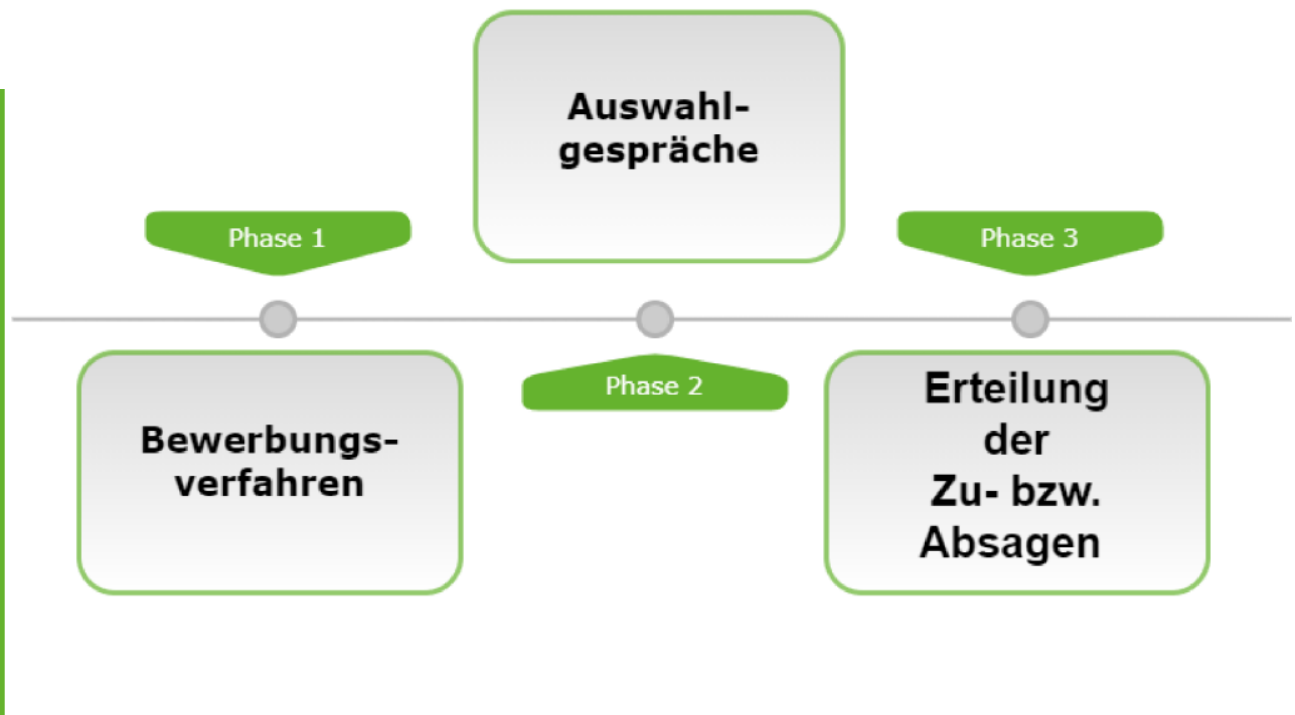 Auswahl-
gespräche
Phase 1
Phase 3
Phase 2
Bewerbungs-
verfahren
Erteilung
der
Zu- bzw.
Absagen